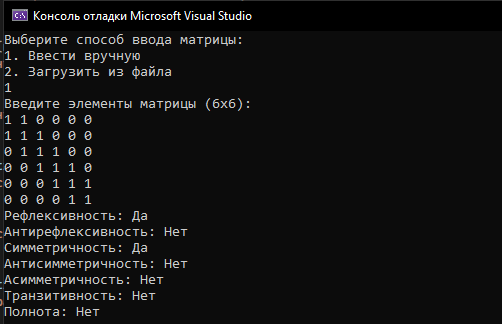 Консоль отладки Microsoft Visual Studio
Выберите способ ввода матрицы:
1. Ввести вручную
2. Загрузить из файла
1
Введите элементы матрицы (6x6):
1 1 0 0 0 0
1 1 1 0 0 0
0 1 1 1 0 0
0 0 1 1 1 0
0 0 0 1 1 1
0 0 0 0 1 1
Рефлексивность: Да
Антирефлексивность: Нет
Симметричность: Да
Антисимметричность: Нет
Асимметричность: Нет
Транзитивность: Нет
Полнота: Нет